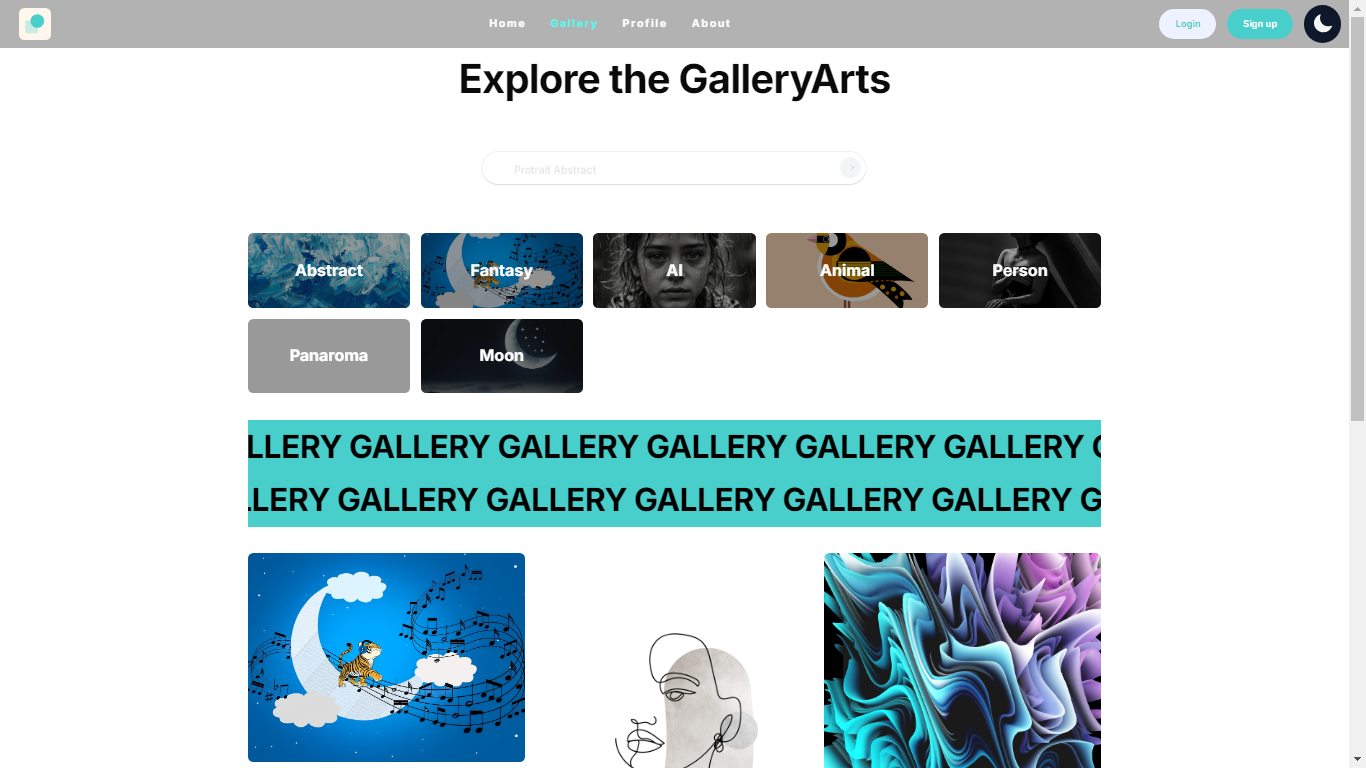 Home Gallery Profile About Login Sign up
Explore the GalleryArts
Protrait Abstract
Abstract Fantasy AI Animal Person
Panaroma Moon
LLERY GALLERY GALLERY GALLERY GALLERY GALLERY G
LLERY GALLERY GALLERY GALLERY GALLERY GALLERY G